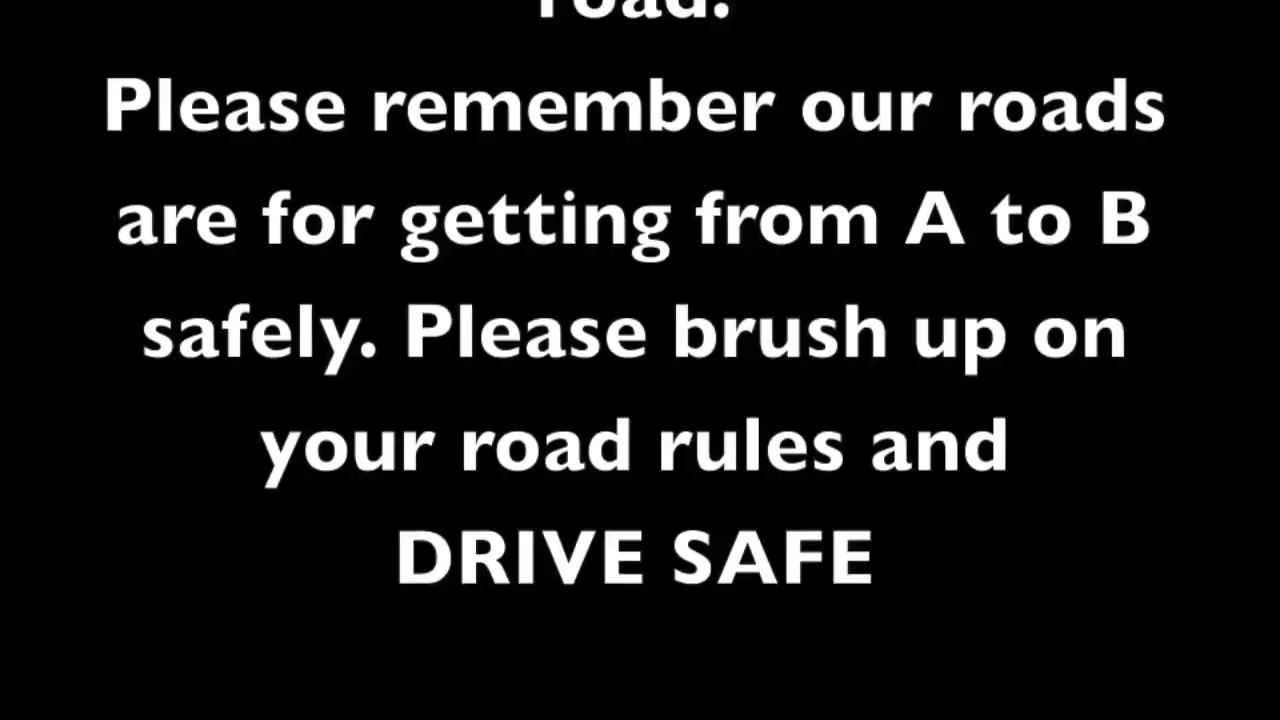 road.
Please remember our roads
are for getting from A to B
safely. Please brush up on
your road rules and
DRIVE SAFE